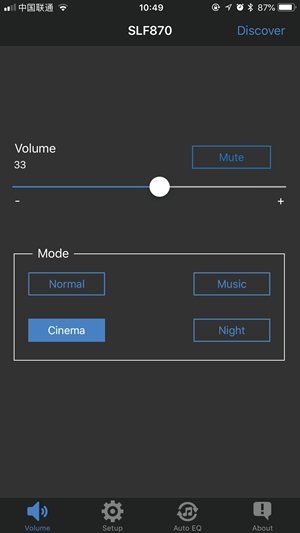 中国联通 10:49 87%
SLF870 Discover
Volume
33 Mute
- +
Mode
Normal Music
Cinema Night
Volume Setup Auto EQ About